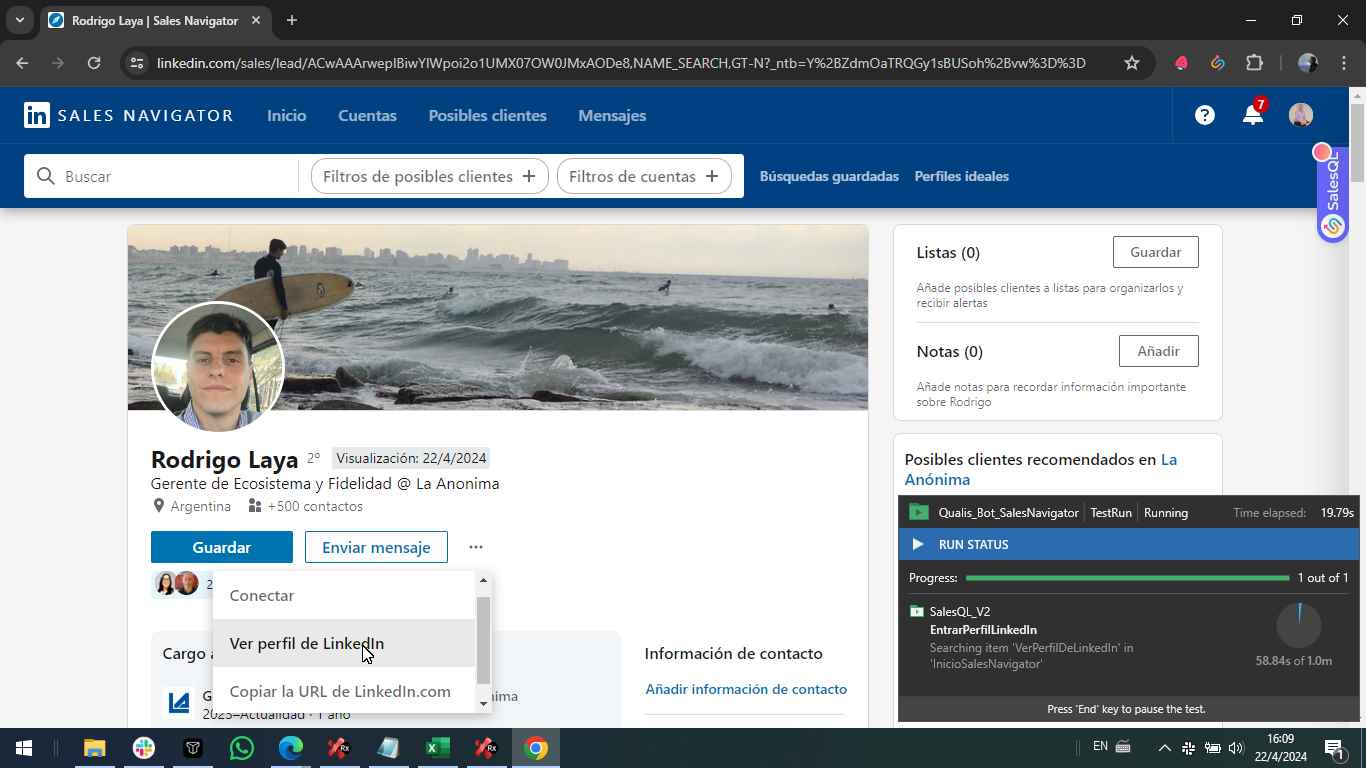 Rodrigo Laya | Sales Navigator
linkedin.com/sales/lead/ACwAAArwepIBiwYIWpoi2o1UMX07OW0JMxAODe8,NAME_SEARCH,GT-N?_ntb=Y%2BZdmOaTRQGy1sBUSoh%2Bvw%3D%3D
in SALES NAVIGATOR
Inicio
Cuentas
Posibles clientes
Mensajes
7
Buscar
Filtros de posibles clientes +
Filtros de cuentas +
Búsquedas guardadas
Perfiles ideales
SalesQL
Listas (0)
Guardar
Añade posibles clientes a listas para organizarlos y
recibir alertas
Notas (0)
Añadir
Añade notas para recordar información importante
sobre Rodrigo
Rodrigo Laya 2º Visualización: 22/4/2024
Gerente de Ecosistema y Fidelidad @ La Anonima
Argentina +500 contactos
Guardar
Enviar mensaje
...
2
Conectar
Ver perfil de LinkedIn
Copiar la URL de LinkedIn.com
Cargo a
G
nima
2023–Actualidad · 1 año
Información de contacto
Añadir información de contacto
Posibles clientes recomendados en La
Anónima
Qualis_Bot_SalesNavigator TestRun Running Time elapsed: 19.79s
RUN STATUS
Progress: 1 out of 1
SalesQL_V2
EntrarPerfilLinkedIn
Searching item 'VerPerfilDeLinkedIn' in
'InicioSalesNavigator'
58.84s of 1.0m
Press 'End' key to pause the test.
EN
16:09
22/4/2024
1